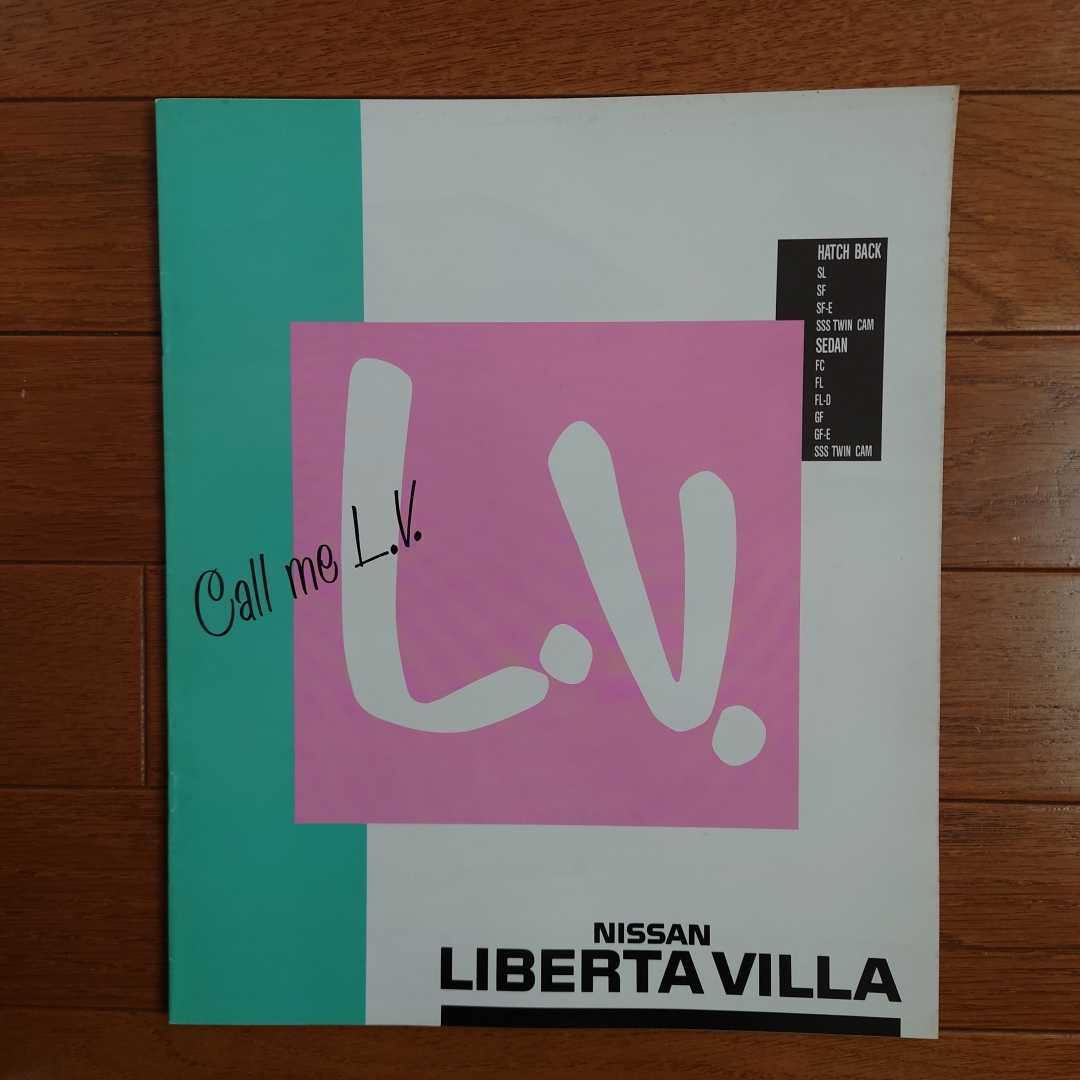 HATCH BACK
SL
SF
SF-E
SSS TWIN CAM
SEDAN
FC
FL
FL-D
GF
GF-E
SSS TWIN CAM
L.V.
Call me L.V.
NISSAN
LIBERTA VILLA